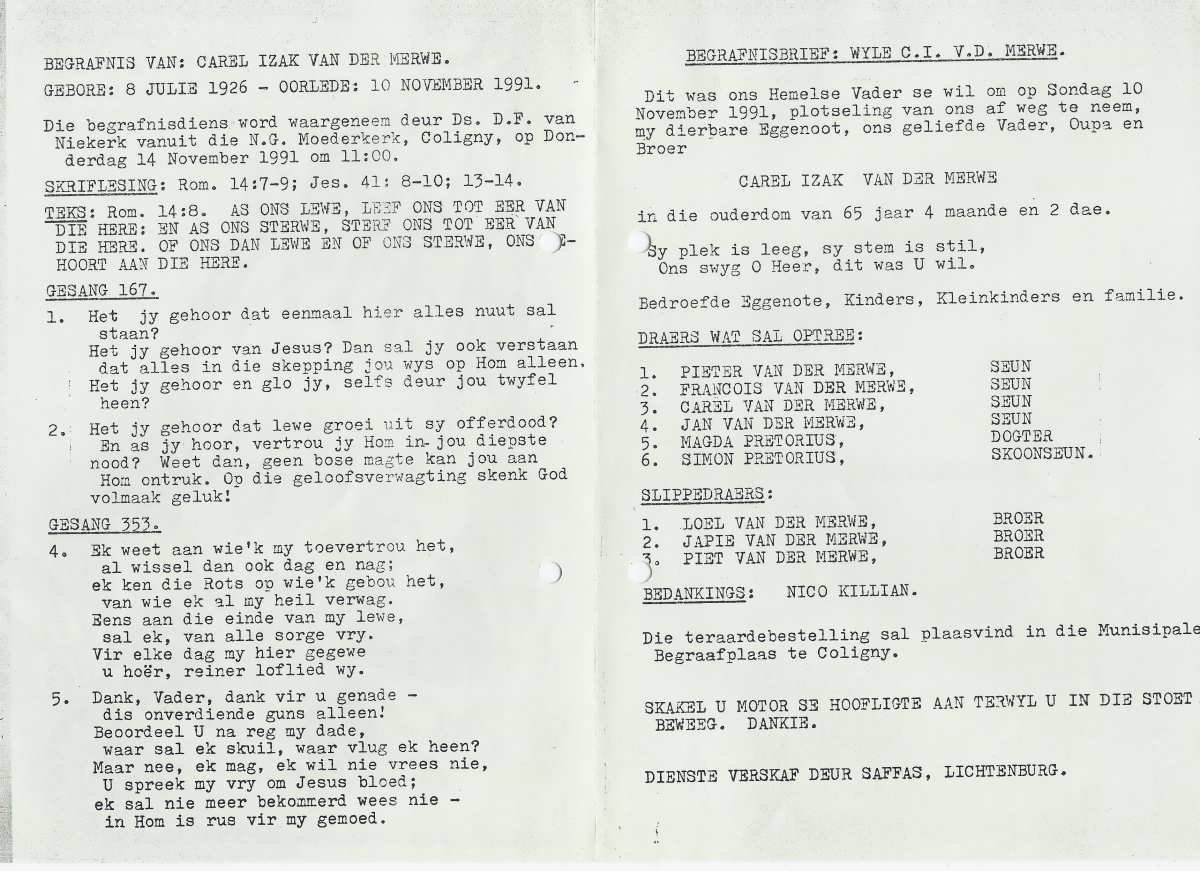 BEGRAFNIS VAN: CAREL IZAK VAN DER MERWE.
GEBORE: 8 JULIE 1926 - OORLEDE: 10 NOVEMBER 1991.
Die begrafnisdiens word waargeneem deur Ds. D.F. van
Niekerk vanuit die N.G. Moederkerk, Coligny, op Don-
derdag 14 November 1991 om 11:00.
SKRIFLESING: Rom. 14:7-9; Jes. 41: 8-10; 13-14.
TEKS: Rom. 14:8. AS ONS LEWE, LEEF ONS TOT EER VAN
DIE HERE: EN AS ONS STERWE, STERF ONS TOT EER VAN
DIE HERE. OF ONS DAN LEWE EN OF ONS STERWE, ONS E-
HOORT AAN DIE HERE.
GESANG 167.
1. Het jy gehoor dat eenmaal hier alles nuut sal
staan?
Het jy gehoor van Jesus? Dan sal jy ook verstaan
dat alles in die skepping jou wys op Hom alleen.
Het jy gehoor en glo jy, selfs deur jou twyfel
heen?
2. Het jy gehoor dat lewe groei uit sy offerdood?
En as jy hoor, vertrou jy Hom in jou diepste
nood? Weet dan, geen bose magte kan jou aan
Hom ontruk. Op die geloofsverwagting skenk God
volmaak geluk!
GESANG 353.
4. Ek weet aan wie'k my toevertrou het,
al wissel dan ook dag en nag;
ek ken die Rots op wie'k gebou het,
van wie ek al my heil verwag.
Eens aan die einde van my lewe,
sal ek, van alle sorge vry.
Vir elke dag my hier gegewe
u hoër, reiner loflied wy.
5. Dank, Vader, dank vir u genade -
dis onverdiende guns alleen!
Beoordeel U na reg my dade,
waar sal ek skuil, waar vlug ek heen?
Maar nee, ek mag, ek wil nie vrees nie,
U spreek my vry om Jesus bloed;
ek sal nie meer bekommerd wees nie -
in Hom is rus vir my gemoed.
BEGRAFNISBRIEF: WYLE C.I. V.D. MERWE.
Dit was ons Hemelse Vader se wil om op Sondag 10
November 1991, plotseling van ons af weg te neem,
my dierbare Eggenoot, ons geliefde Vader, Oupa en
Broer
CAREL IZAK VAN DER MERWE
in die ouderdom van 65 jaar 4 maande en 2 dae.
Sy plek is leeg, sy stem is stil,
Ons swyg O Heer, dit was U wil.
Bedroefde Eggenote, Kinders, Kleinkinders en familie.
DRAERS WAT SAL OPTREE:
1. PIETER VAN DER MERWE, SEUN
2. FRANCOIS VAN DER MERWE, SEUN
3. CAREL VAN DER MERWE, SEUN
4. JAN VAN DER MERWE, SEUN
5. MAGDA PRETORIUS, DOGTER
6. SIMON PRETORIUS, SKOONSEUN.
SLIPPEDRAERS:
1. LOEL VAN DER MERWE, BROER
2. JAPIE VAN DER MERWE, BROER
3. PIET VAN DER MERWE, BROER
BEDANKINGS: NICO KILLIAN.
Die teraardebestelling sal plaasvind in die Munisipale
Begraafplaas te Coligny.
SKAKEL U MOTOR SE HOOFLIGTE AAN TERWYL U IN DIE STOET
BEWEEG. DANKIE.
DIENSTE VERSKAF DEUR SAFFAS, LICHTENBURG.